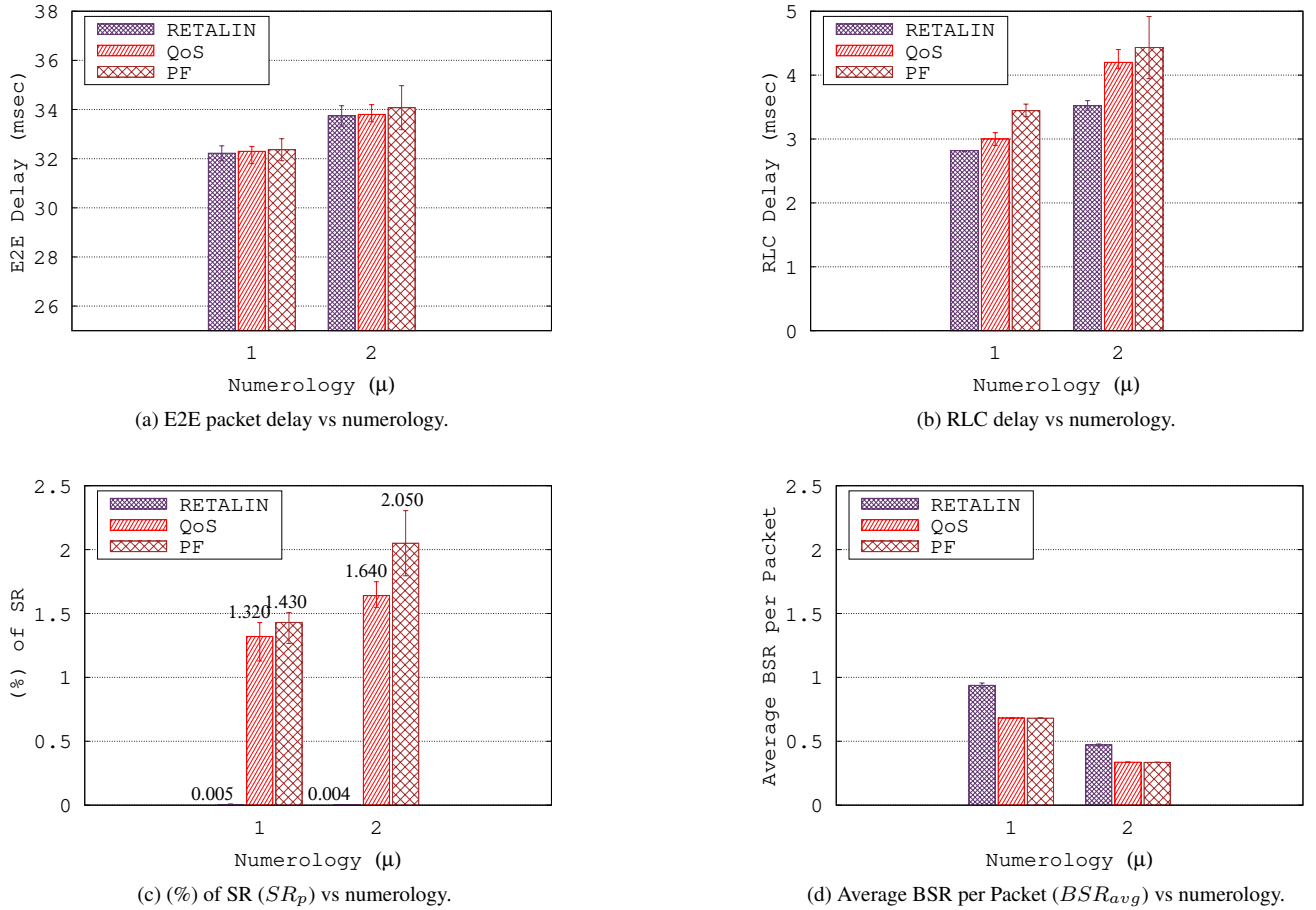 38
36
34
32
30
28
26
E2E Delay (msec)
RETALIN
QoS
PF
1 2
Numerology (μ)
(a) E2E packet delay vs numerology.
5
4
3
2
1
0
RLC Delay (msec)
RETALIN
QoS
PF
1 2
Numerology (μ)
(b) RLC delay vs numerology.
2.5
2
1.5
1
0.5
0
(%) of SR
RETALIN
QoS
PF
2.050
1.640
1.320 1.430
0.005 0.004
1 2
Numerology (μ)
(c) (%) of SR (SR_p) vs numerology.
2.5
2
1.5
1
0.5
0
Average BSR per Packet
RETALIN
QoS
PF
1 2
Numerology (μ)
(d) Average BSR per Packet (BSR_avg) vs numerology.